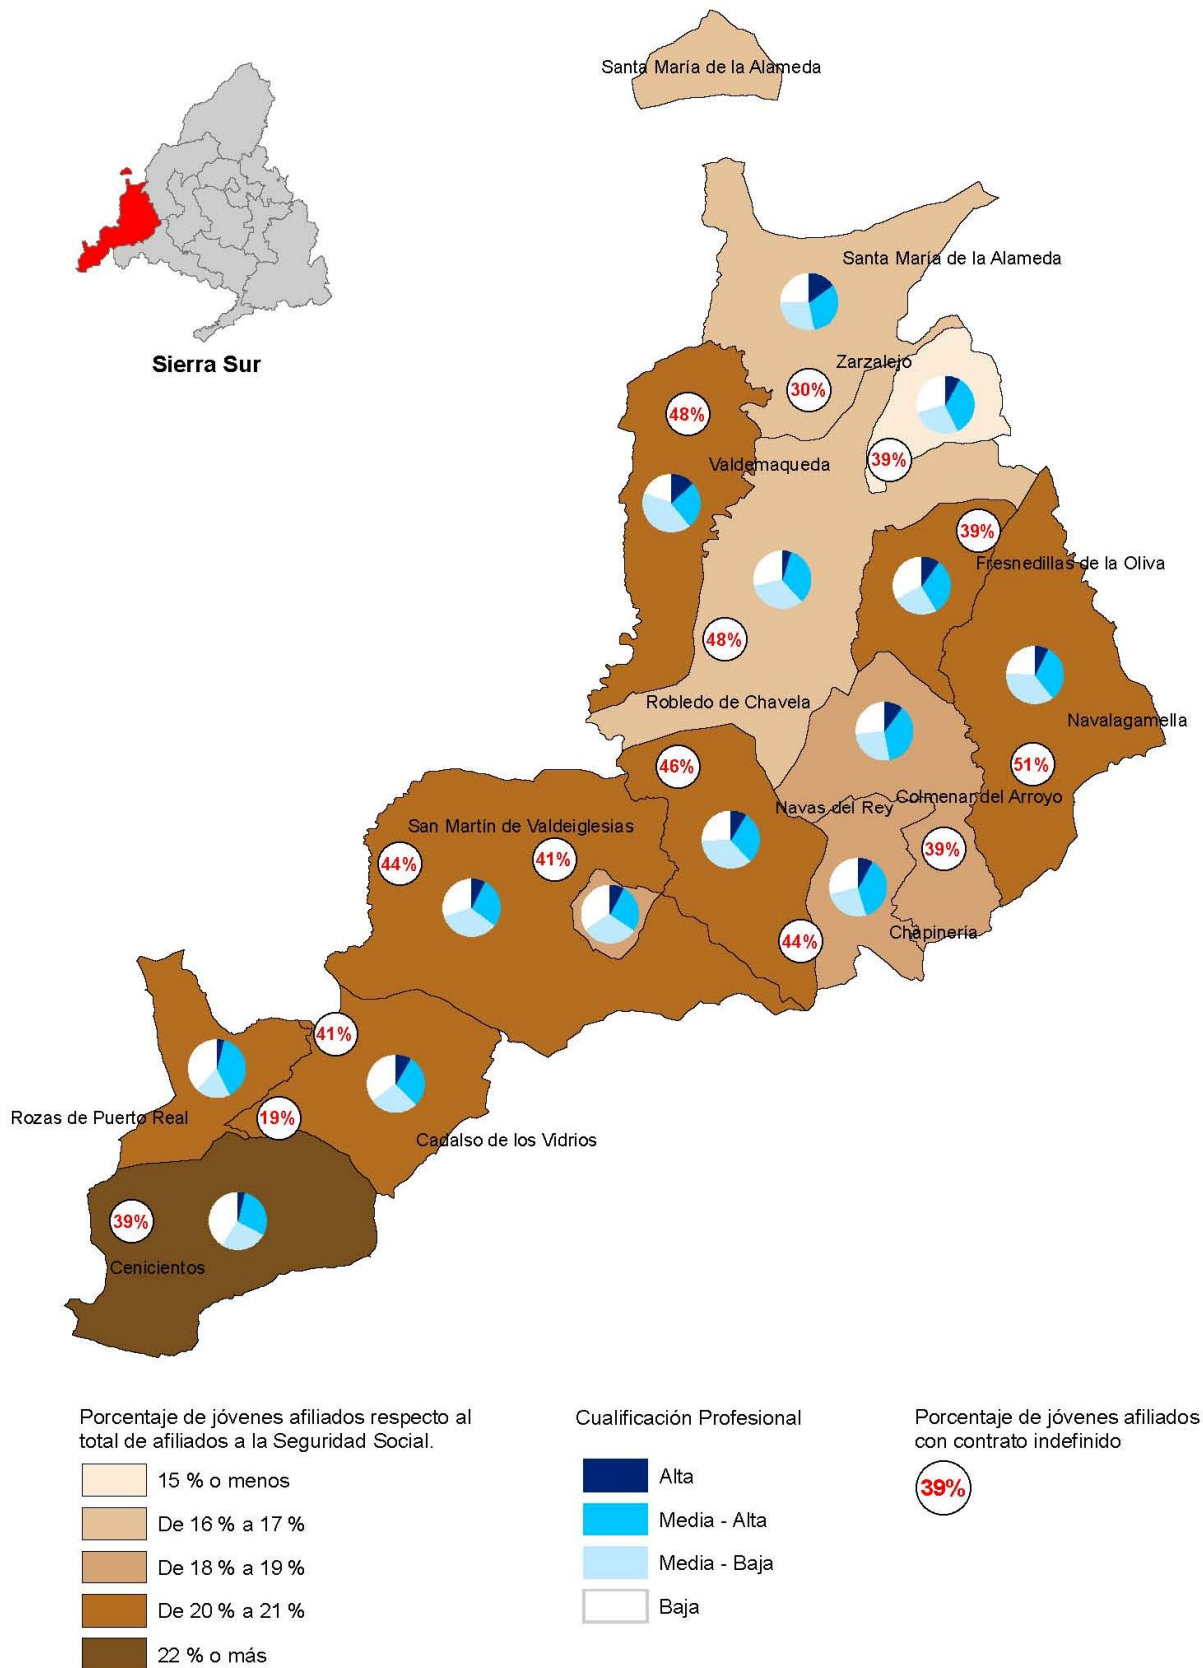 Santa María de la Alameda
Sierra Sur
Santa María de la Alameda
Zarzalejo
30%
48%
Valdemaqueda
39%
39%
Fresnedillas de la Oliva
48%
Robledo de Chavela
Navalagamella
46%
51%
Navas del Rey
Colmenar del Arroyo
San Martín de Valdeiglesias
44%
41%
39%
Chapinería
44%
41%
Rozas de Puerto Real
19%
Cadalso de los Vidrios
39%
Cenicientos
Porcentaje de jóvenes afiliados respecto al
total de afiliados a la Seguridad Social.
15 % o menos
De 16 % a 17 %
De 18 % a 19 %
De 20 % a 21 %
22 % o más
Cualificación Profesional
Alta
Media - Alta
Media - Baja
Baja
Porcentaje de jóvenes afiliados
con contrato indefinido
39%